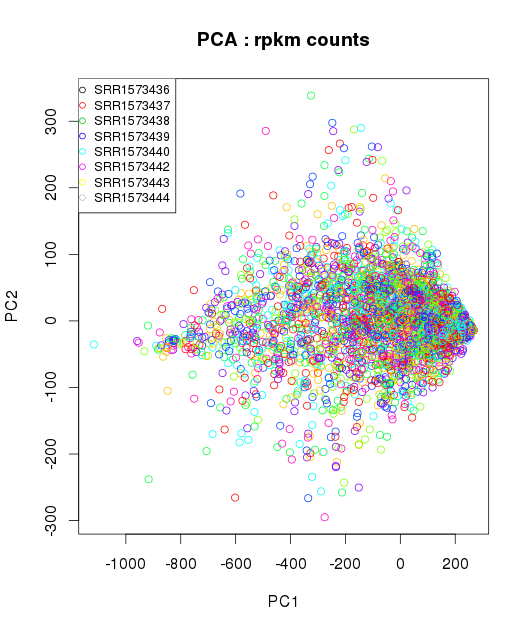 PCA : rpkm counts
SRR1573436
SRR1573437
SRR1573438
SRR1573439
SRR1573440
SRR1573442
SRR1573443
SRR1573444
300
200
100
0
-100
-200
-300
PC2
-1000 -800 -600 -400 -200 0 200
PC1